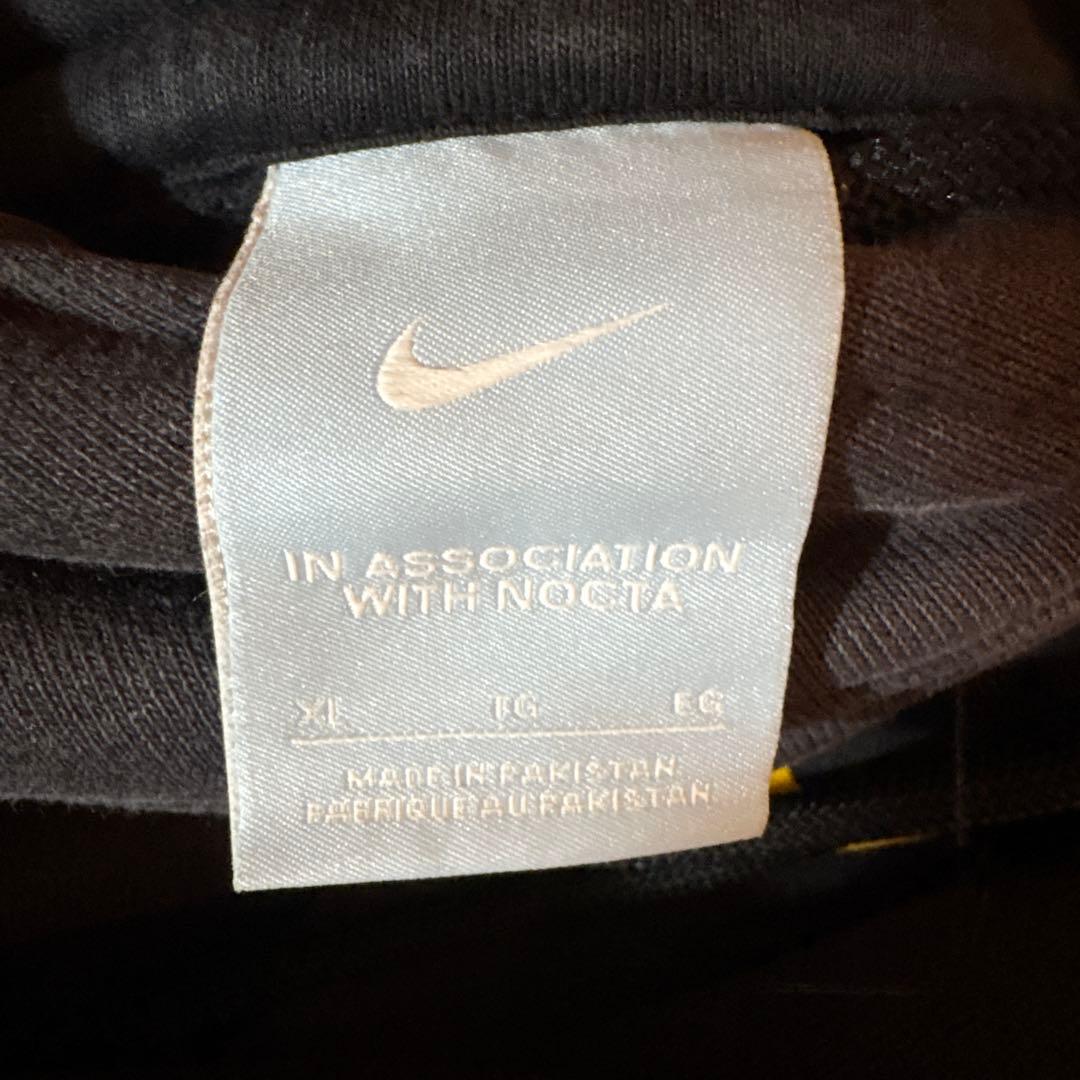 IN ASSOCIATION
WITH NOCTA
XL TG EG
MADE IN PAKISTAN
FABRIQUE AU PAKISTAN